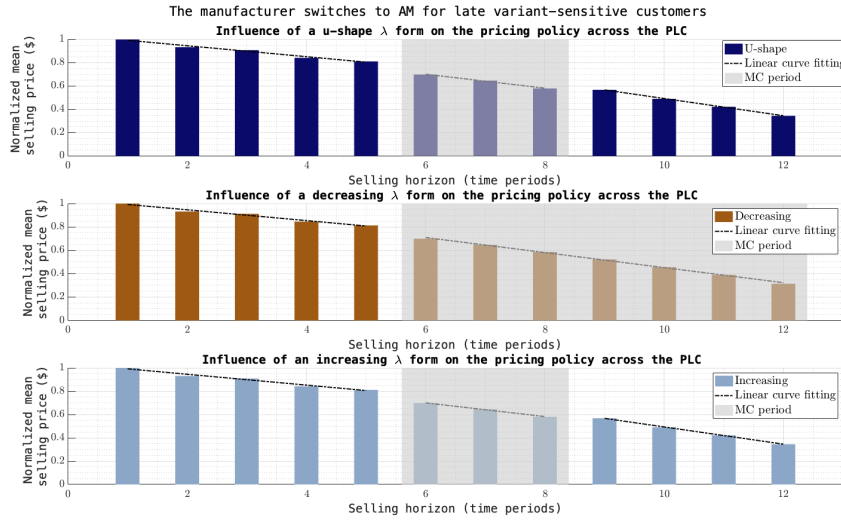 The manufacturer switches to AM for late variant-sensitive customers
Influence of a u-shape λ form on the pricing policy across the PLC
Normalized mean
selling price ($)
1
0.8
0.6
0.4
0.2
0
U-shape
Linear curve fitting
MC period
0 2 4 6 8 10 12
Selling horizon (time periods)
Influence of a decreasing λ form on the pricing policy across the PLC
Normalized mean
selling price ($)
1
0.8
0.6
0.4
0.2
0
Decreasing
Linear curve fitting
MC period
0 2 4 6 8 10 12
Selling horizon (time periods)
Influence of an increasing λ form on the pricing policy across the PLC
Normalized mean
selling price ($)
1
0.8
0.6
0.4
0.2
0
Increasing
Linear curve fitting
MC period
0 2 4 6 8 10 12
Selling horizon (time periods)